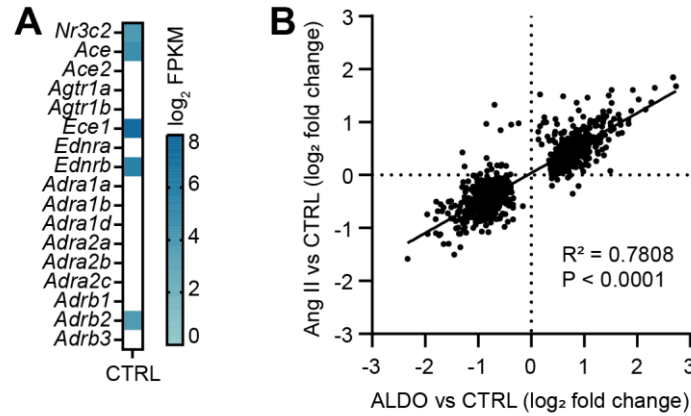 A
Nr3c2
Ace
Ace2
Agtr1a
Agtr1b
Ece1
Ednra
Ednrb
Adra1a
Adra1b
Adra1d
Adra2a
Adra2b
Adra2c
Adrb1
Adrb2
Adrb3
CTRL
log₂ FPKM
8
6
4
2
0
B
Ang II vs CTRL (log₂ fold change)
3
2
1
0
-1
-2
-3
R² = 0.7808
P < 0.0001
-3 -2 -1 0 1 2 3
ALDO vs CTRL (log₂ fold change)